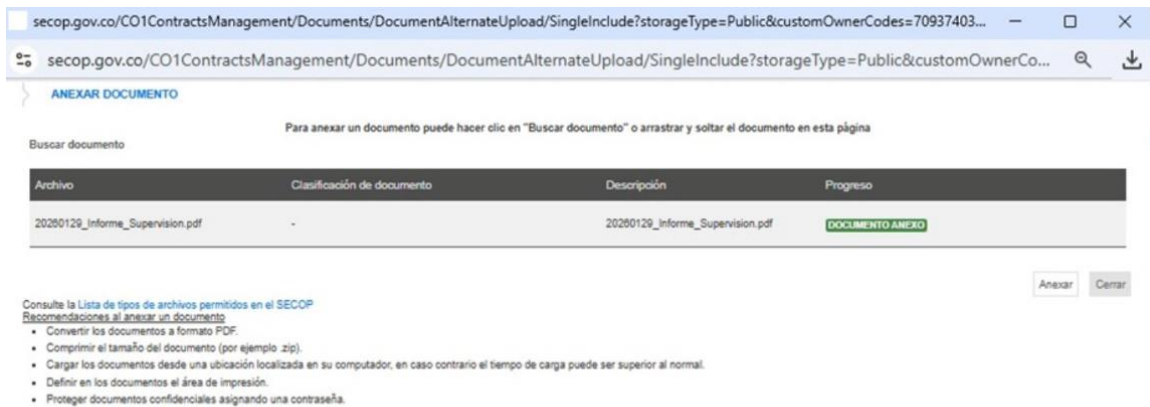 secop.gov.co/CO1ContractsManagement/Documents/DocumentAlternateUpload/SingleInclude?storageType=Public&customOwnerCodes=70937403...
secop.gov.co/CO1ContractsManagement/Documents/DocumentAlternateUpload/SingleInclude?storageType=Public&customOwnerCo...
ANEXAR DOCUMENTO
Para anexar un documento puede hacer clic en "Buscar documento" o arrastrar y soltar el documento en esta página
Buscar documento
Archivo Clasificación de documento Descripción Progreso
20260129_Informe_Supervision.pdf - 20260129_Informe_Supervision.pdf DOCUMENTO ANEXO
Anexar Cerrar
Consulte la Lista de tipos de archivos permitidos en el SECOP
Recomendaciones al anexar un documento
• Convertir los documentos a formato PDF.
• Comprimir el tamaño del documento (por ejemplo .zip).
• Cargar los documentos desde una ubicación localizada en su computador, en caso contrario el tiempo de carga puede ser superior al normal.
• Definir en los documentos el área de impresión.
• Proteger documentos confidenciales asignando una contraseña.